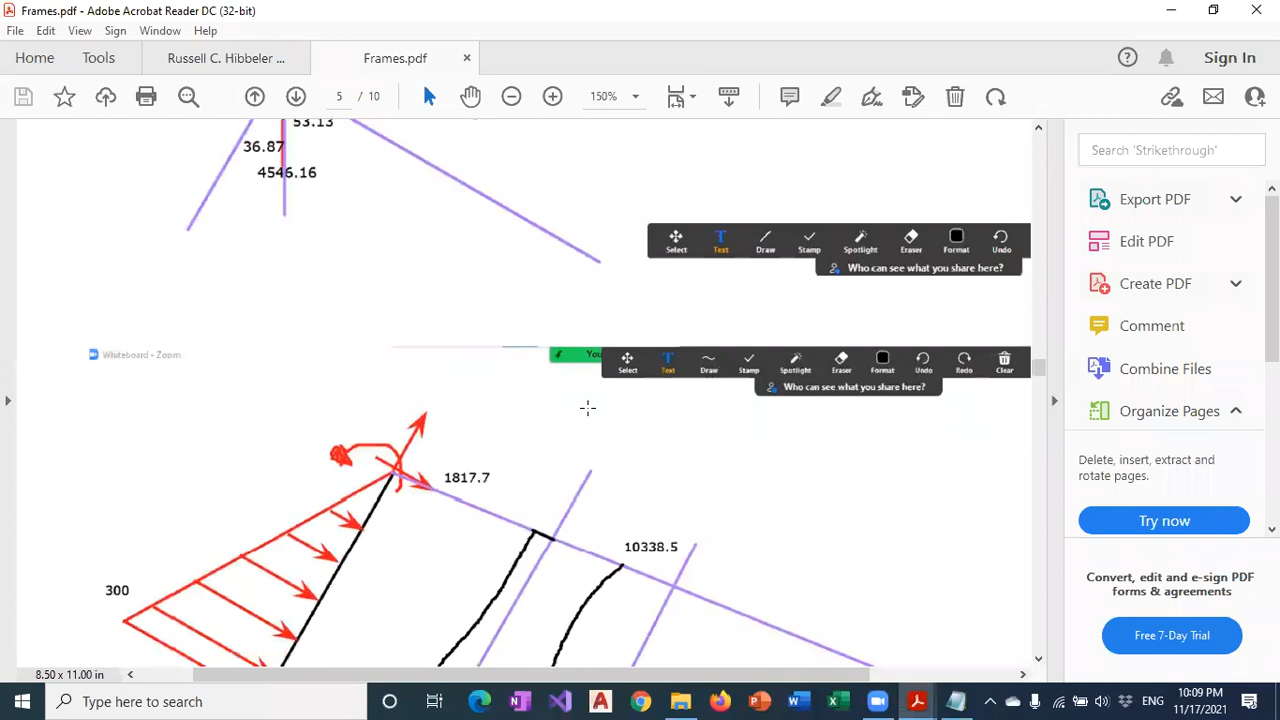 Frames.pdf - Adobe Acrobat Reader DC (32-bit)
File Edit View Sign Window Help
Home Tools Russell C. Hibbeler ... Frames.pdf Sign In
5 / 10 150%
53.13
36.87
4546.16
Select Text Draw Stamp Spotlight Eraser Format Undo
Who can see what you share here?
Whiteboard - Zoom
You
Select Text Draw Stamp Spotlight Eraser Format Undo Redo Clear
Who can see what you share here?
1817.7
10338.5
300
8.50 x 11.00 in
Search 'Strikethrough'
Export PDF
Edit PDF
Create PDF
Comment
Combine Files
Organize Pages
Delete, insert, extract and
rotate pages.
Try now
Convert, edit and e-sign PDF
forms & agreements
Free 7-Day Trial
Type here to search
ENG
10:09 PM
11/17/2021